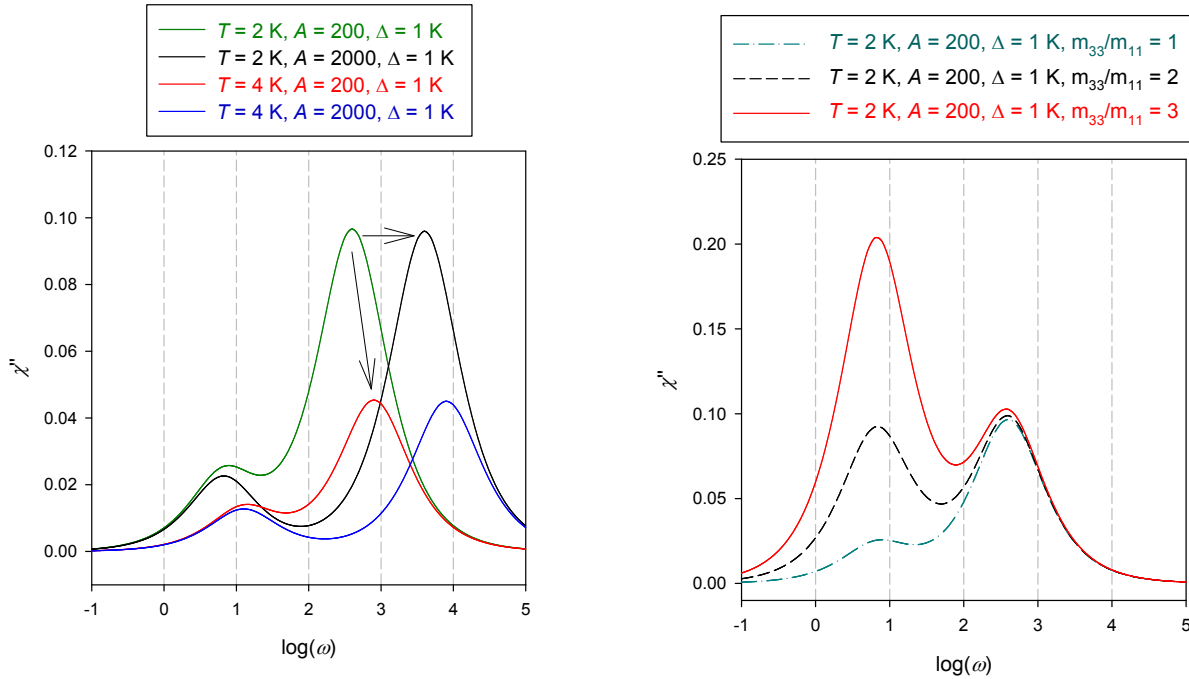 T = 2 K, A = 200, Δ = 1 K
T = 2 K, A = 2000, Δ = 1 K
T = 4 K, A = 200, Δ = 1 K
T = 4 K, A = 2000, Δ = 1 K
0.12
0.10
0.08
0.06
0.04
0.02
0.00
χ"
-1 0 1 2 3 4 5
log(ω)
T = 2 K, A = 200, Δ = 1 K, m₃₃/m₁₁ = 1
T = 2 K, A = 200, Δ = 1 K, m₃₃/m₁₁ = 2
T = 2 K, A = 200, Δ = 1 K, m₃₃/m₁₁ = 3
0.25
0.20
0.15
0.10
0.05
0.00
χ"
-1 0 1 2 3 4 5
log(ω)